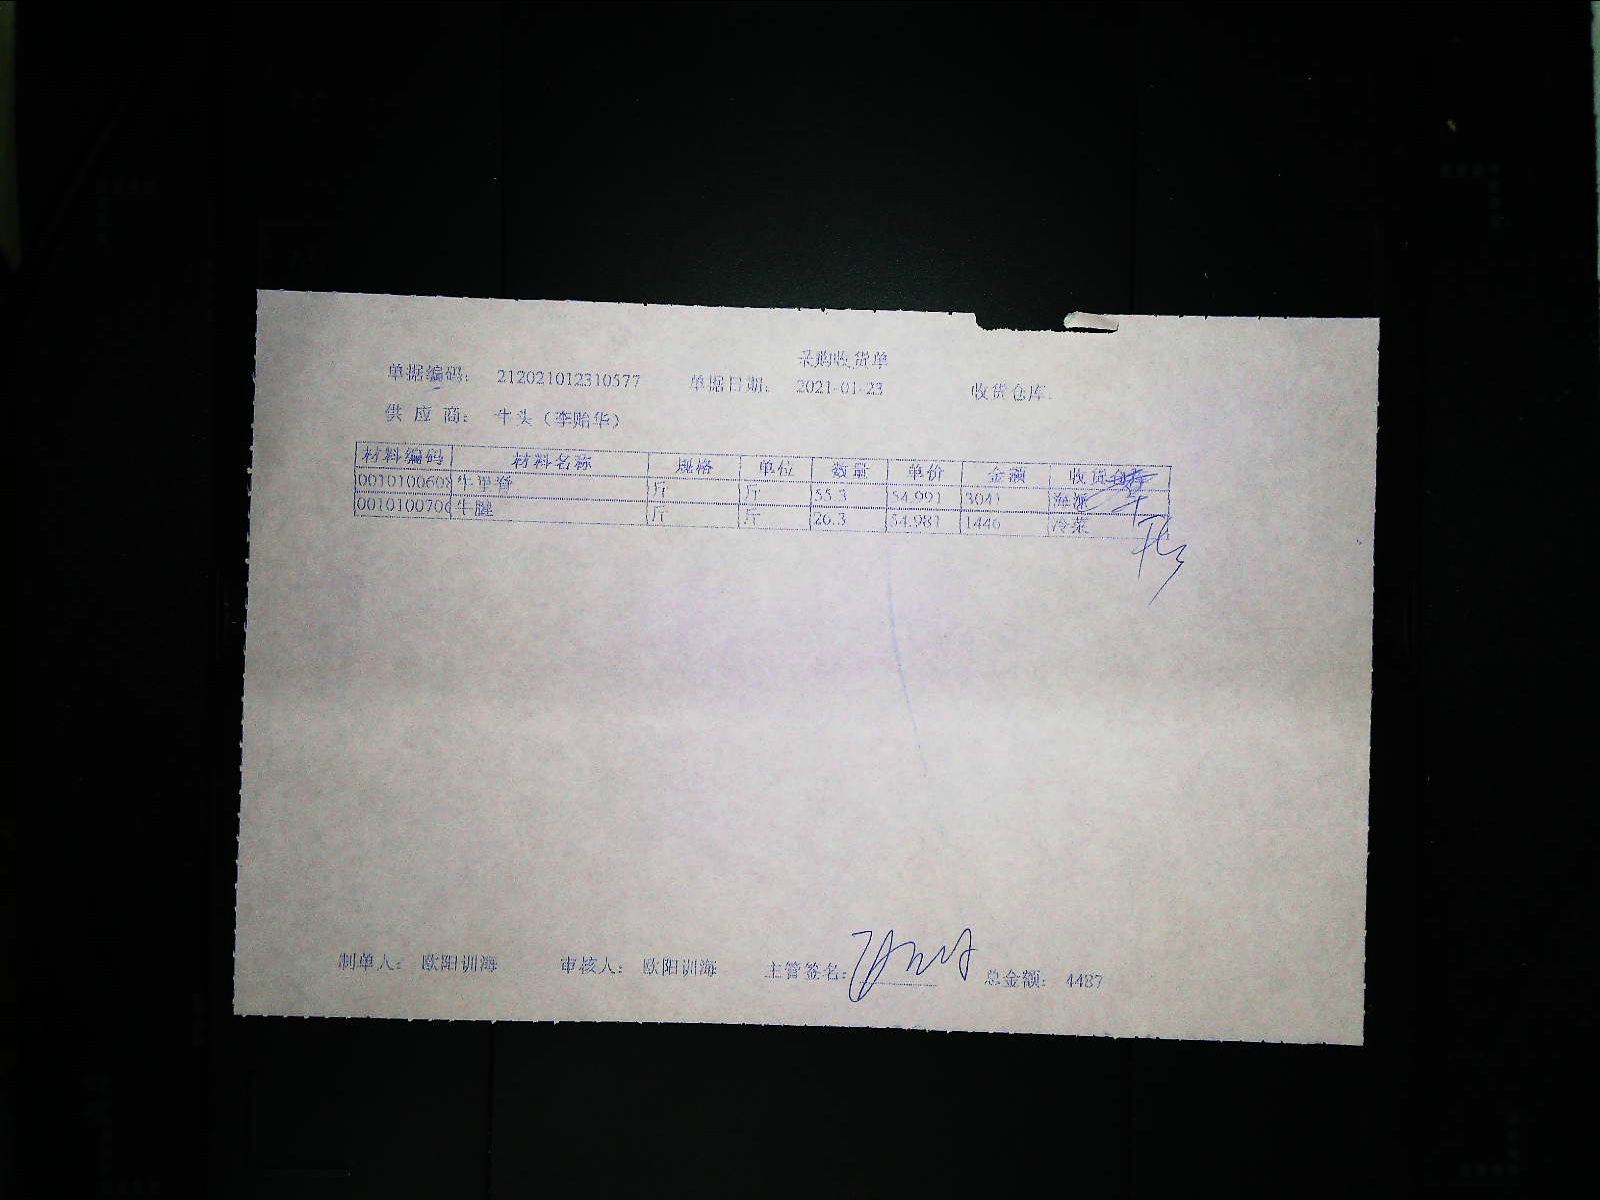 采购收货单
单据编码： 212021012310577 单据日期： 2021-01-23 收货仓库：
供 应 商： 牛头（李贻华）
材料编码 材料名称 规格 单位 数量 单价 金额 收货
0010100608 牛里脊 斤 斤 55.3 54.991 3041 海派
001010070 牛腱 斤 斤 26.3 54.981 1446 冷菜
制单人： 欧阳训海 审核人： 欧阳训海 主管签名： 总金额： 4487